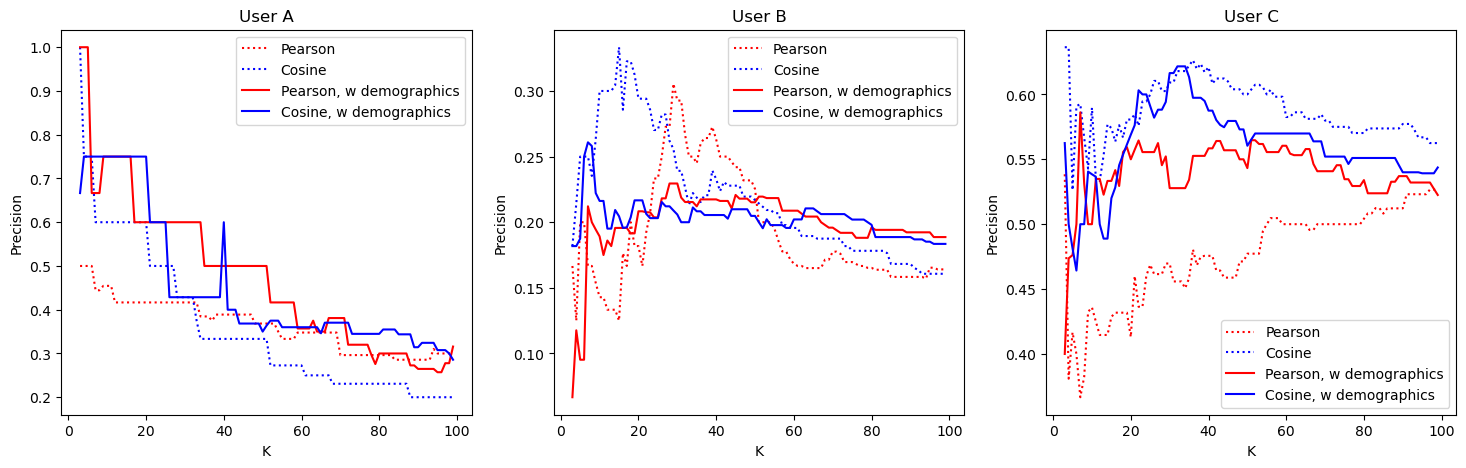 User A
Precision
1.0
0.9
0.8
0.7
0.6
0.5
0.4
0.3
0.2
0
20
40
60
80
100
K
Pearson
Cosine
Pearson, w demographics
Cosine, w demographics
User B
Precision
0.30
0.25
0.20
0.15
0.10
0
20
40
60
80
100
K
Pearson
Cosine
Pearson, w demographics
Cosine, w demographics
User C
Precision
0.60
0.55
0.50
0.45
0.40
0
20
40
60
80
100
K
Pearson
Cosine
Pearson, w demographics
Cosine, w demographics